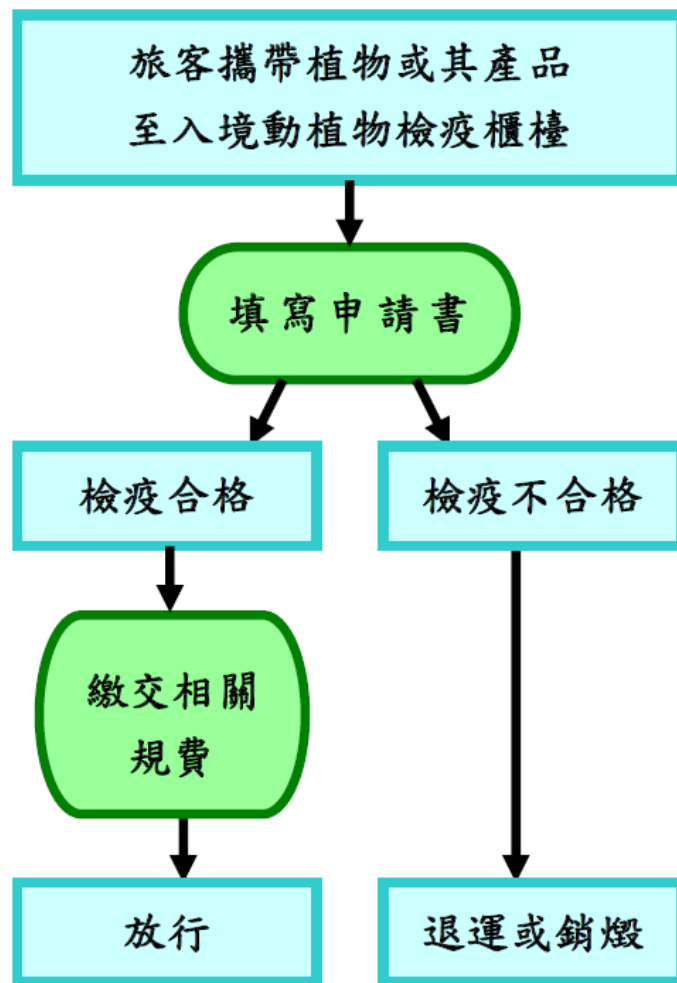 旅客攜帶植物或其產品
至入境動植物檢疫櫃檯
填寫申請書
檢疫合格
檢疫不合格
繳交相關
規費
放行
退運或銷燬